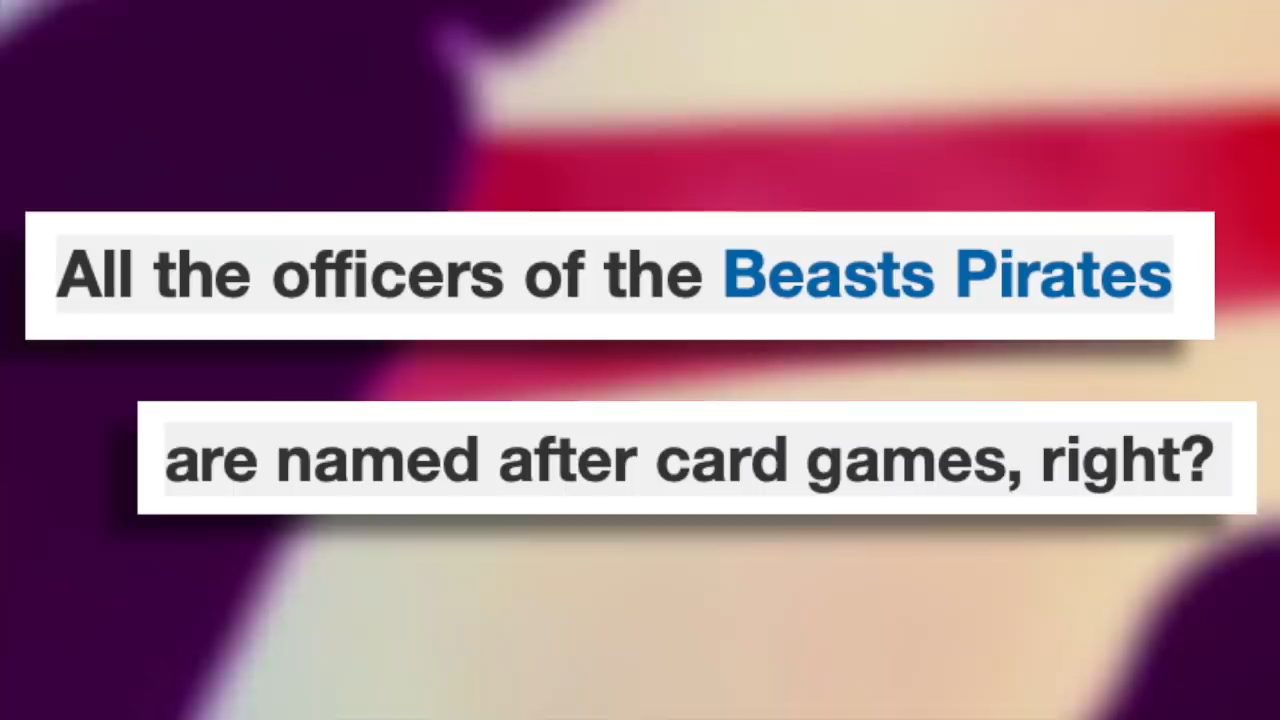 All the officers of the Beasts Pirates
are named after card games, right?